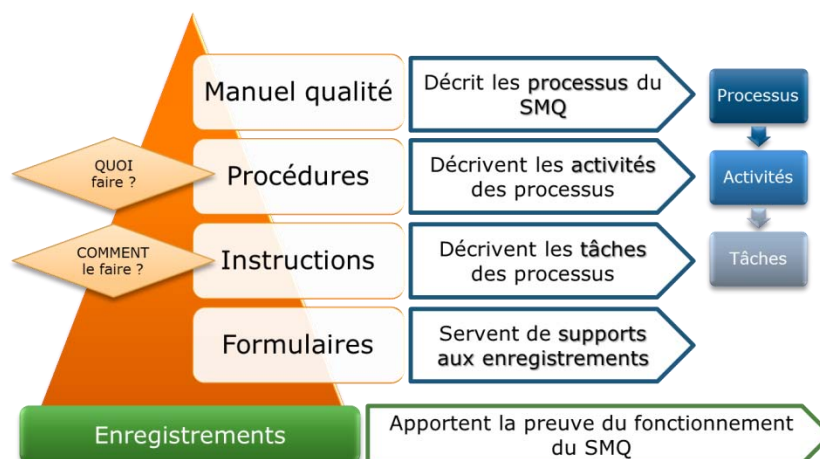 Manuel qualité
Décrit les processus du
SMQ
Processus
QUOI
faire ?
Procédures
Décrivent les activités
des processus
Activités
COMMENT
le faire ?
Instructions
Décrivent les tâches
des processus
Tâches
Formulaires
Servent de supports
aux enregistrements
Enregistrements
Apportent la preuve du fonctionnement
du SMQ